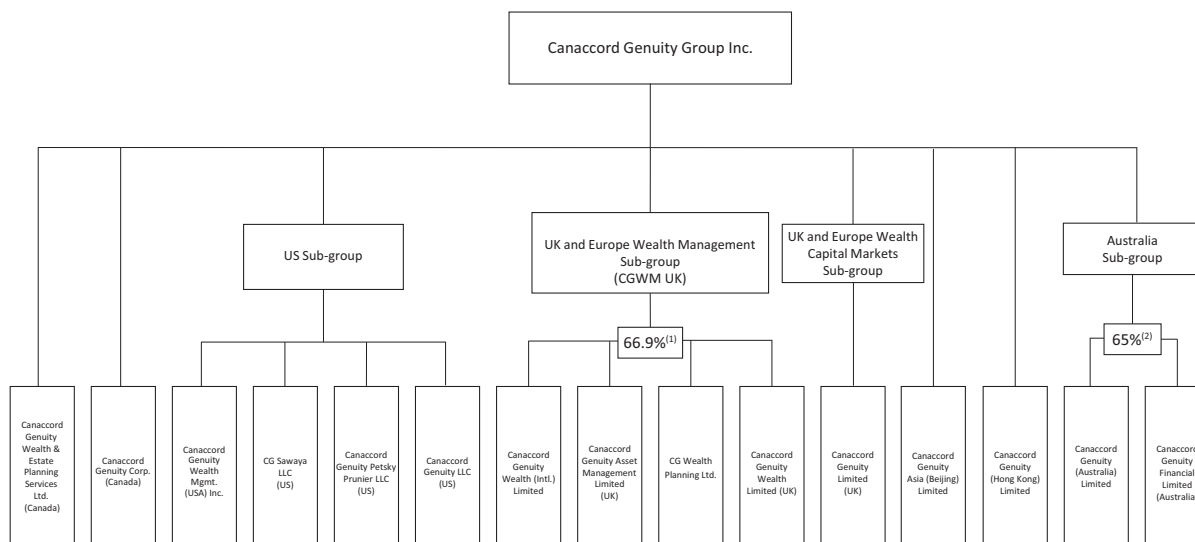 Canaccord Genuity Group Inc.
US Sub-group
UK and Europe Wealth Management
Sub-group
(CGWM UK)
UK and Europe Wealth
Capital Markets
Sub-group
Australia
Sub-group
66.9%(1)
65%(2)
Canaccord
Genuity
Wealth &
Estate
Planning
Services
Ltd.
(Canada)
Canaccord
Genuity Corp.
(Canada)
Canaccord
Genuity
Wealth
Mgmt.
(USA) Inc.
CG Sawaya
LLC
(US)
Canaccord
Genuity Petsky
Prunier LLC
(US)
Canaccord
Genuity LLC
(US)
Canaccord
Genuity
Wealth (Intl.)
Limited
Canaccord
Genuity Asset
Management
Limited
(UK)
CG Wealth
Planning Ltd.
Canaccord
Genuity
Wealth
Limited (UK)
Canaccord
Genuity
Limited
(UK)
Canaccord
Genuity
Asia (Beijing)
Limited
Canaccord
Genuity
(Hong Kong)
Limited
Canaccord
Genuity
(Australia)
Limited
Canaccord
Genuity
Financial
Limited
(Australia)